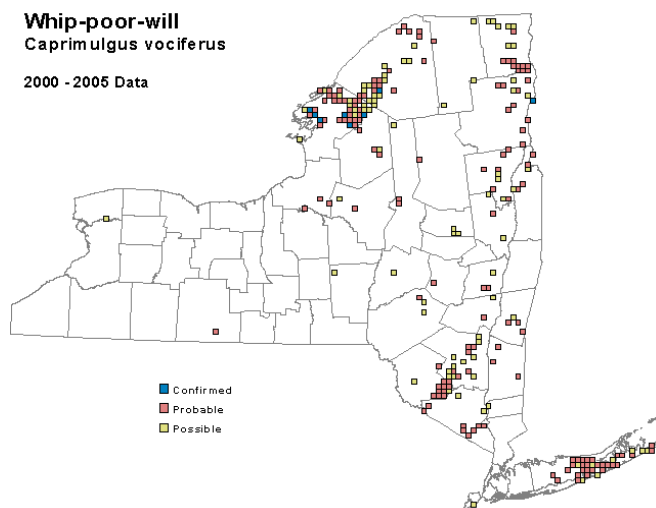 Whip-poor-will
Caprimulgus vociferus
2000 - 2005 Data
Confirmed
Probable
Possible